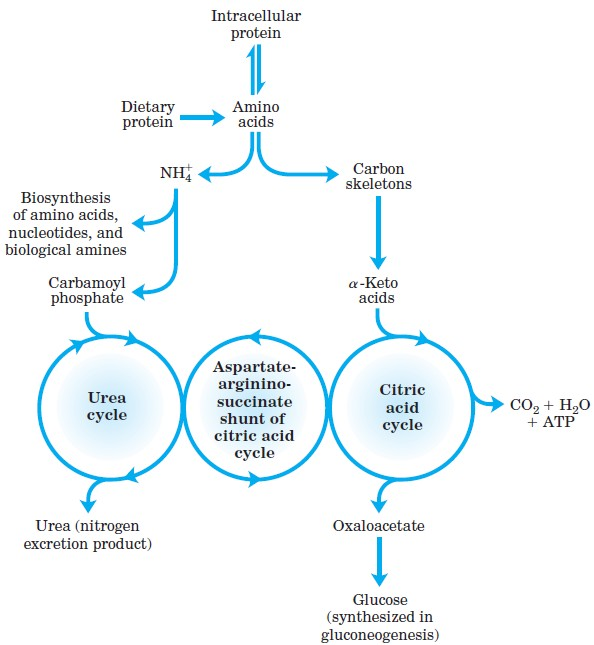 Intracellular
protein
Dietary
protein
Amino
acids
NH₄⁺
Carbon
skeletons
Biosynthesis
of amino acids,
nucleotides, and
biological amines
Carbamoyl
phosphate
α-Keto
acids
Urea
cycle
Aspartate-
arginino-
succinate
shunt of
citric acid
cycle
Citric
acid
cycle
CO₂ + H₂O
+ ATP
Urea (nitrogen
excretion product)
Oxaloacetate
Glucose
(synthesized in
gluconeogenesis)